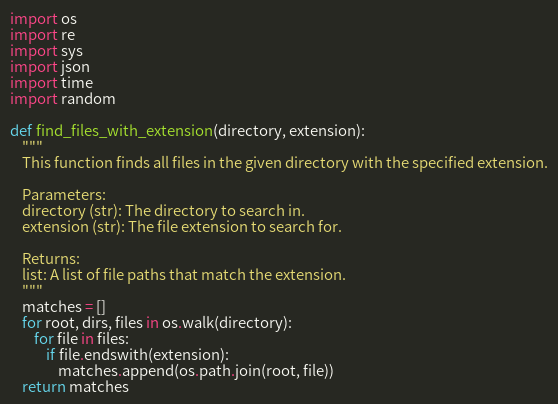 import os
import re
import sys
import json
import time
import random

def find_files_with_extension(directory, extension):
    """
    This function finds all files in the given directory with the specified extension.

    Parameters:
    directory (str): The directory to search in.
    extension (str): The file extension to search for.

    Returns:
    list: A list of file paths that match the extension.
    """
    matches = []
    for root, dirs, files in os.walk(directory):
        for file in files:
            if file.endswith(extension):
                matches.append(os.path.join(root, file))
    return matches